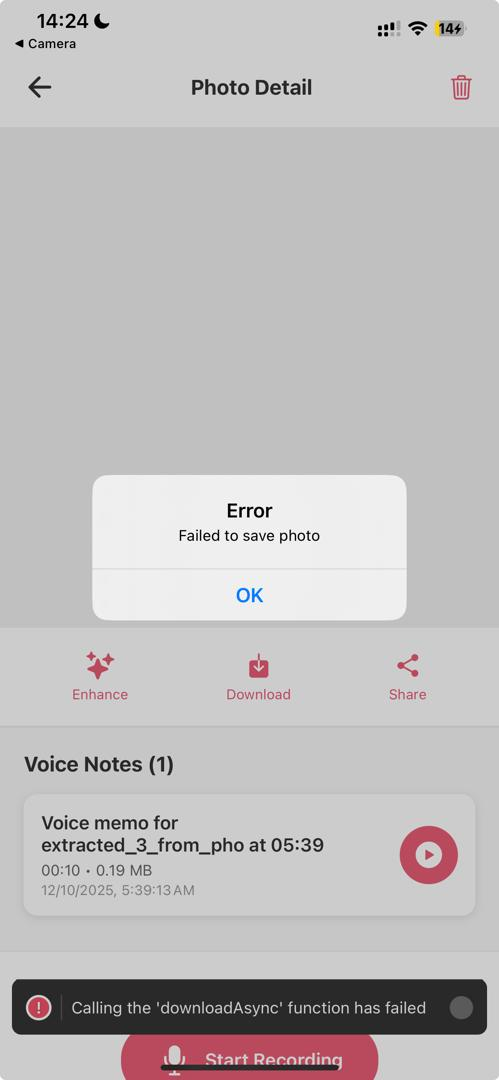 14:24
◀ Camera
14
Photo Detail
Error
Failed to save photo
OK
Enhance
Download
Share
Voice Notes (1)
Voice memo for
extracted_3_from_pho at 05:39
00:10 • 0.19 MB
12/10/2025, 5:39:13 AM
! Calling the 'downloadAsync' function has failed
Start Recording